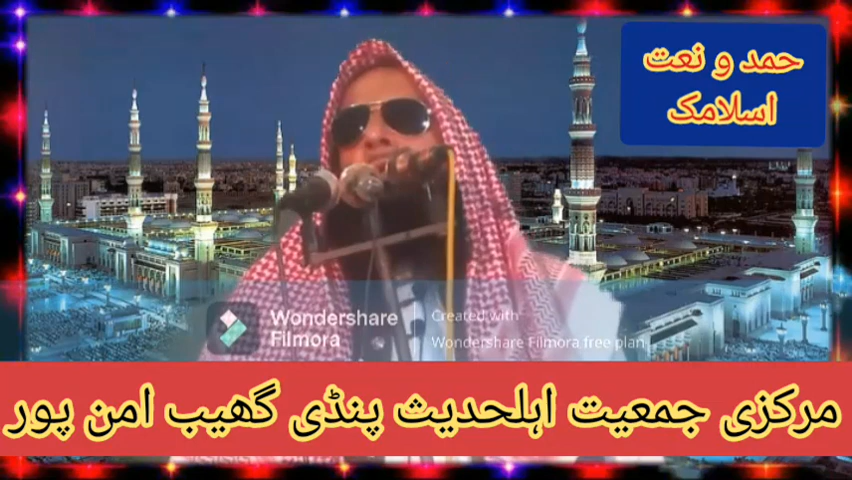 حمد و نعت
اسلامک
Wondershare
Filmora
Created with
Wondershare Filmora free plan
مرکزی جمعیت اہلحدیث پنڈی گھیب امن پور